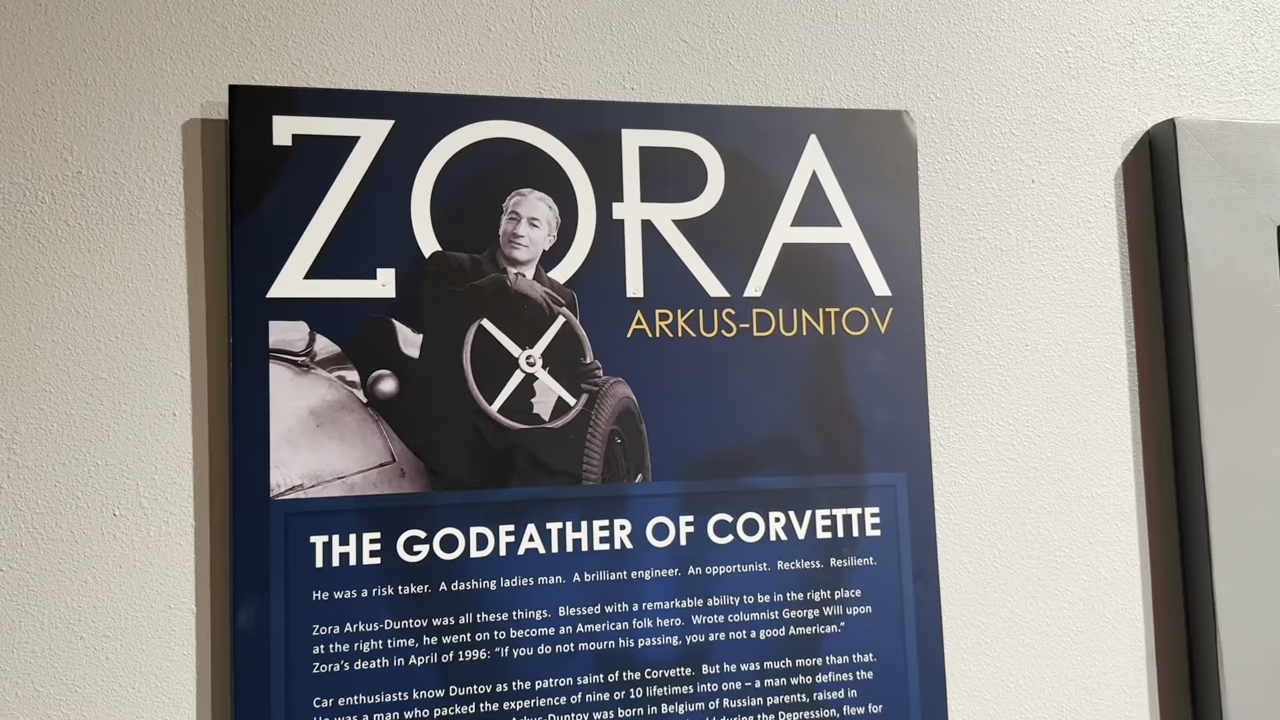 ZORA
ARKUS-DUNTOV
THE GODFATHER OF CORVETTE
He was a risk taker. A dashing ladies man. A brilliant engineer. An opportunist. Reckless. Resilient.
Zora Arkus-Duntov was all these things. Blessed with a remarkable ability to be in the right place
at the right time, he went on to become an American folk hero. Wrote columnist George Will upon
Zora's death in April of 1996: “If you do not mourn his passing, you are not a good American.”
Car enthusiasts know Duntov as the patron saint of the Corvette. But he was much more than that.
He was a man who packed the experience of nine or 10 lifetimes into one – a man who defines the
Arkus-Duntov was born in Belgium of Russian parents, raised in
during the Depression, flew for